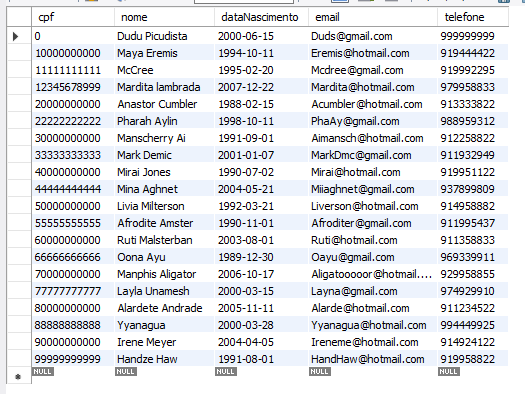 cpf nome dataNascimento email telefone
0 Dudu Picudista 2000-06-15 Duds@gmail.com 999999999
10000000000 Maya Eremis 1994-10-11 Eremis@hotmail.com 919444422
11111111111 McCree 1995-02-20 Mcdree@gmail.com 919992295
12345678999 Mardita lambrada 2007-12-22 Mardita@hotmail.com 979958833
20000000000 Anastor Cumbler 1988-02-15 Acumbler@hotmail.com 913333822
22222222222 Pharah Aylin 1998-10-11 PhaAy@gmail.com 988959312
30000000000 Manscherry Ai 1991-09-01 Aimansch@hotmail.com 912258822
33333333333 Mark Demic 2001-01-07 MarkDmc@gmail.com 911932949
40000000000 Mirai Jones 1990-07-02 Mirai@hotmail.com 919951122
44444444444 Mina Aghnet 2004-05-21 Miiaghnet@gmail.com 937899809
50000000000 Livia Milterson 1992-03-21 Liverson@hotmail.com 914958882
55555555555 Afrodite Amster 1990-11-01 Afroditer@gmail.com 911995437
60000000000 Ruti Malsterban 2003-08-01 Ruti@hotmail.com 911358833
66666666666 Oona Ayu 1989-12-30 Oayu@gmail.com 969339911
70000000000 Manphis Aligator 2006-10-17 Aligatooooor@hotmail.... 929958855
77777777777 Layla Unamesh 2000-03-15 Layna@gmail.com 974929910
80000000000 Alardete Andrade 2005-11-11 Alarde@hotmail.com 911234522
88888888888 Yyanagua 2000-03-28 Yyanagua@hotmail.com 994449925
90000000000 Irene Meyer 2004-04-05 Ireneme@hotmail.com 914924122
99999999999 Handze Haw 1991-08-01 HandHaw@hotmail.com 919958822
NULL NULL NULL NULL NULL